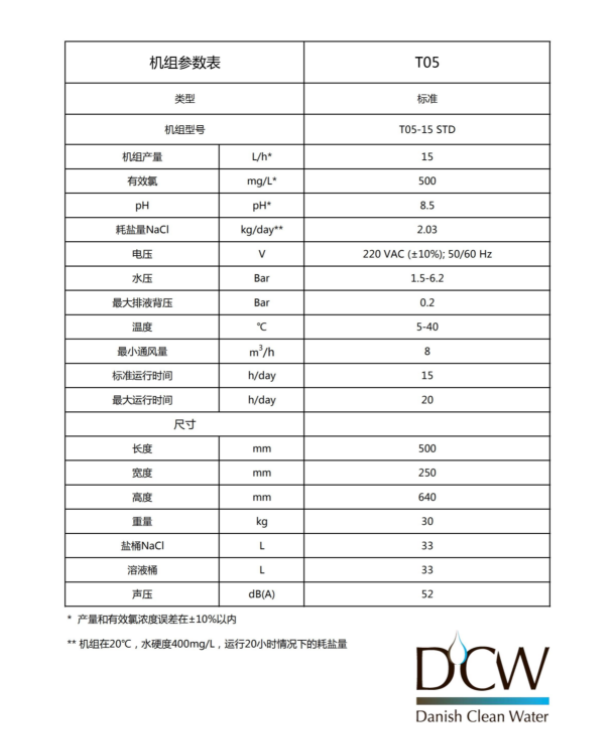 机组参数表 T05
类型 标准
机组型号 T05-15 STD
机组产量 L/h* 15
有效氯 mg/L* 500
pH pH* 8.5
耗盐量NaCl kg/day** 2.03
电压 V 220 VAC (±10%); 50/60 Hz
水压 Bar 1.5-6.2
最大排液背压 Bar 0.2
温度 ℃ 5-40
最小通风量 m³/h 8
标准运行时间 h/day 15
最大运行时间 h/day 20
尺寸
长度 mm 500
宽度 mm 250
高度 mm 640
重量 kg 30
盐桶NaCl L 33
溶液桶 L 33
声压 dB(A) 52
* 产量和有效氯浓度误差在±10%以内
** 机组在20℃，水硬度400mg/L，运行20小时情况下的耗盐量
DCW
Danish Clean Water